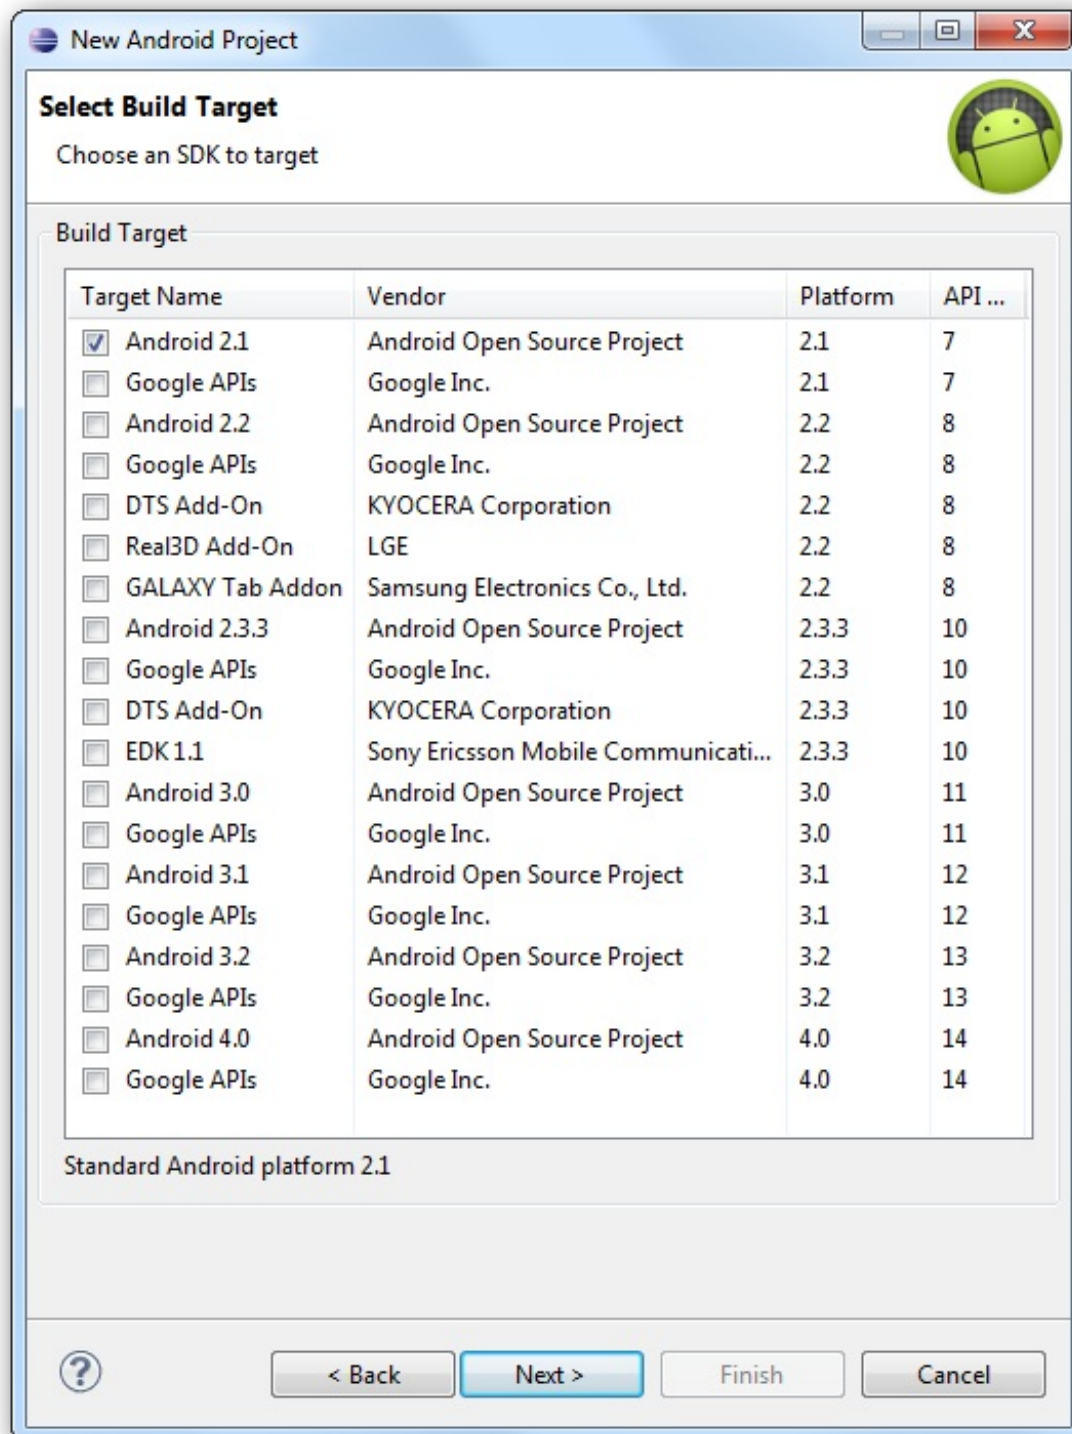 New Android Project
Select Build Target
Choose an SDK to target
Build Target
Target Name Vendor Platform API ...
Android 2.1 Android Open Source Project 2.1 7
Google APIs Google Inc. 2.1 7
Android 2.2 Android Open Source Project 2.2 8
Google APIs Google Inc. 2.2 8
DTS Add-On KYOCERA Corporation 2.2 8
Real3D Add-On LGE 2.2 8
GALAXY Tab Addon Samsung Electronics Co., Ltd. 2.2 8
Android 2.3.3 Android Open Source Project 2.3.3 10
Google APIs Google Inc. 2.3.3 10
DTS Add-On KYOCERA Corporation 2.3.3 10
EDK 1.1 Sony Ericsson Mobile Communicati... 2.3.3 10
Android 3.0 Android Open Source Project 3.0 11
Google APIs Google Inc. 3.0 11
Android 3.1 Android Open Source Project 3.1 12
Google APIs Google Inc. 3.1 12
Android 3.2 Android Open Source Project 3.2 13
Google APIs Google Inc. 3.2 13
Android 4.0 Android Open Source Project 4.0 14
Google APIs Google Inc. 4.0 14
Standard Android platform 2.1
? < Back Next > Finish Cancel